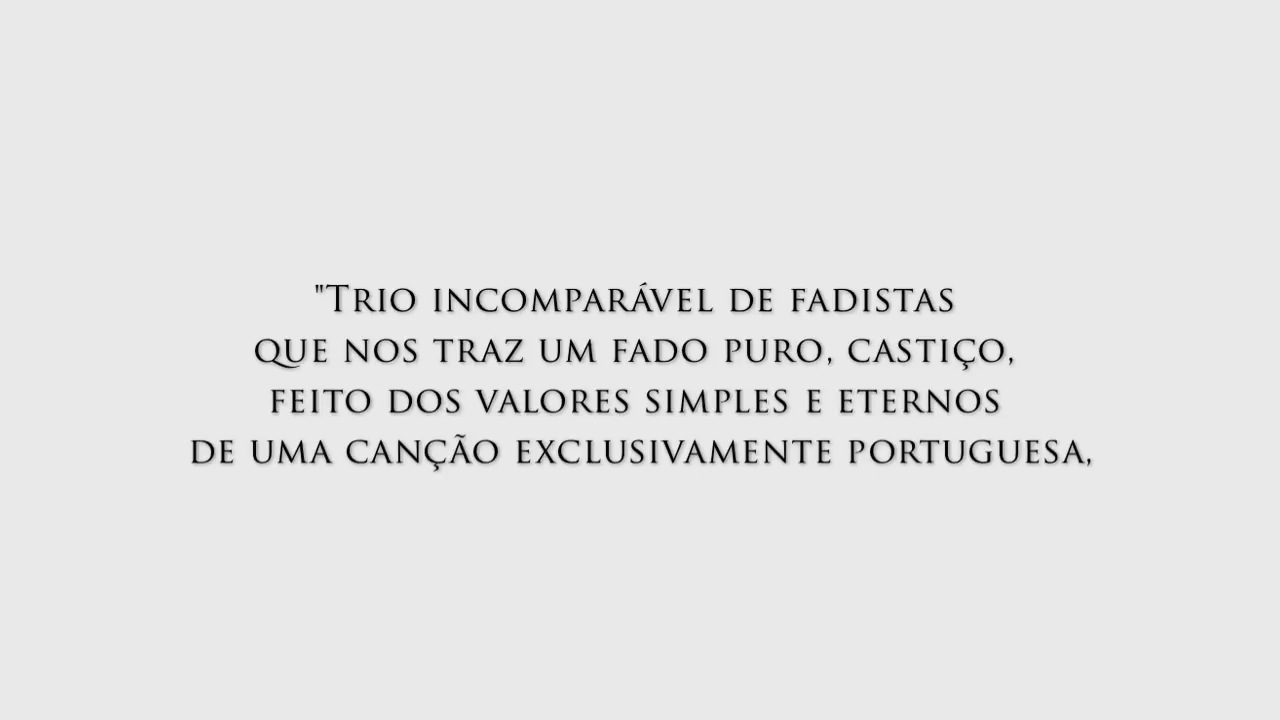 "Trio incomparável de fadistas
que nos traz um fado puro, castiço,
feito dos valores simples e eternos
de uma canção exclusivamente portuguesa,